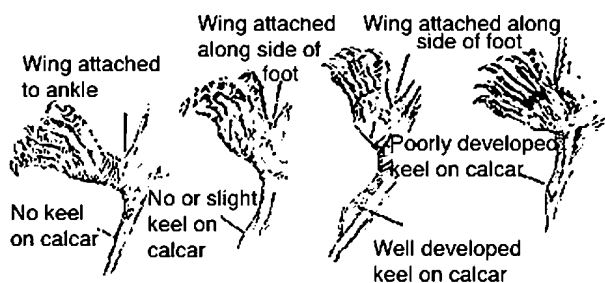 Wing attached
to ankle
No keel
on calcar
Wing attached
along side of
foot
No or slight
keel on
calcar
Wing attached along
side of foot
Well developed
keel on calcar
Poorly developed
keel on calcar